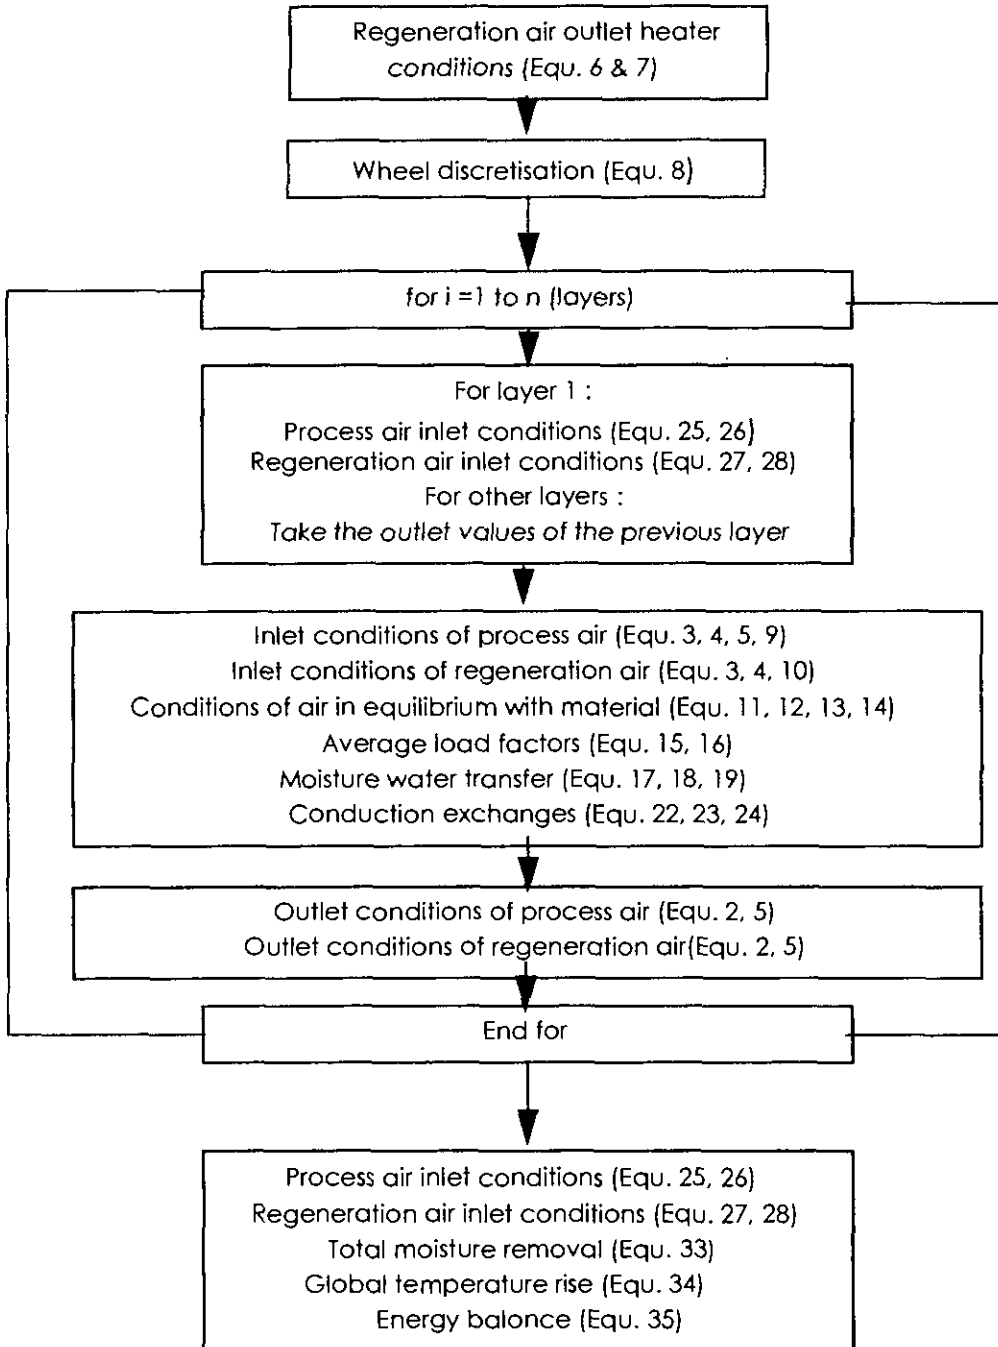 Regeneration air outlet heater
conditions (Equ. 6 & 7)
Wheel discretisation (Equ. 8)
for i =1 to n (layers)
For layer 1 :
Process air inlet conditions (Equ. 25, 26)
Regeneration air inlet conditions (Equ. 27, 28)
For other layers :
Take the outlet values of the previous layer
Inlet conditions of process air (Equ. 3, 4, 5, 9)
Inlet conditions of regeneration air (Equ. 3, 4, 10)
Conditions of air in equilibrium with material (Equ. 11, 12, 13, 14)
Average load factors (Equ. 15, 16)
Moisture water transfer (Equ. 17, 18, 19)
Conduction exchanges (Equ. 22, 23, 24)
Outlet conditions of process air (Equ. 2, 5)
Outlet conditions of regeneration air(Equ. 2, 5)
End for
Process air inlet conditions (Equ. 25, 26)
Regeneration air inlet conditions (Equ. 27, 28)
Total moisture removal (Equ. 33)
Global temperature rise (Equ. 34)
Energy balonce (Equ. 35)